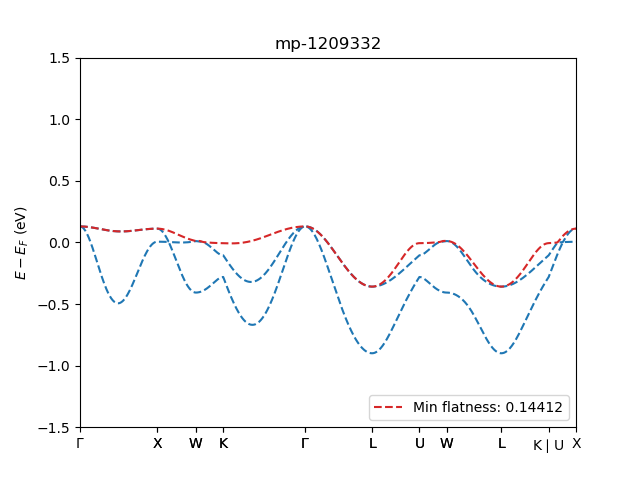 mp-1209332
E − E_F (eV)
1.5
1.0
0.5
0.0
−0.5
−1.0
−1.5
Min flatness: 0.14412
Γ X W K Γ L U W L K | U X